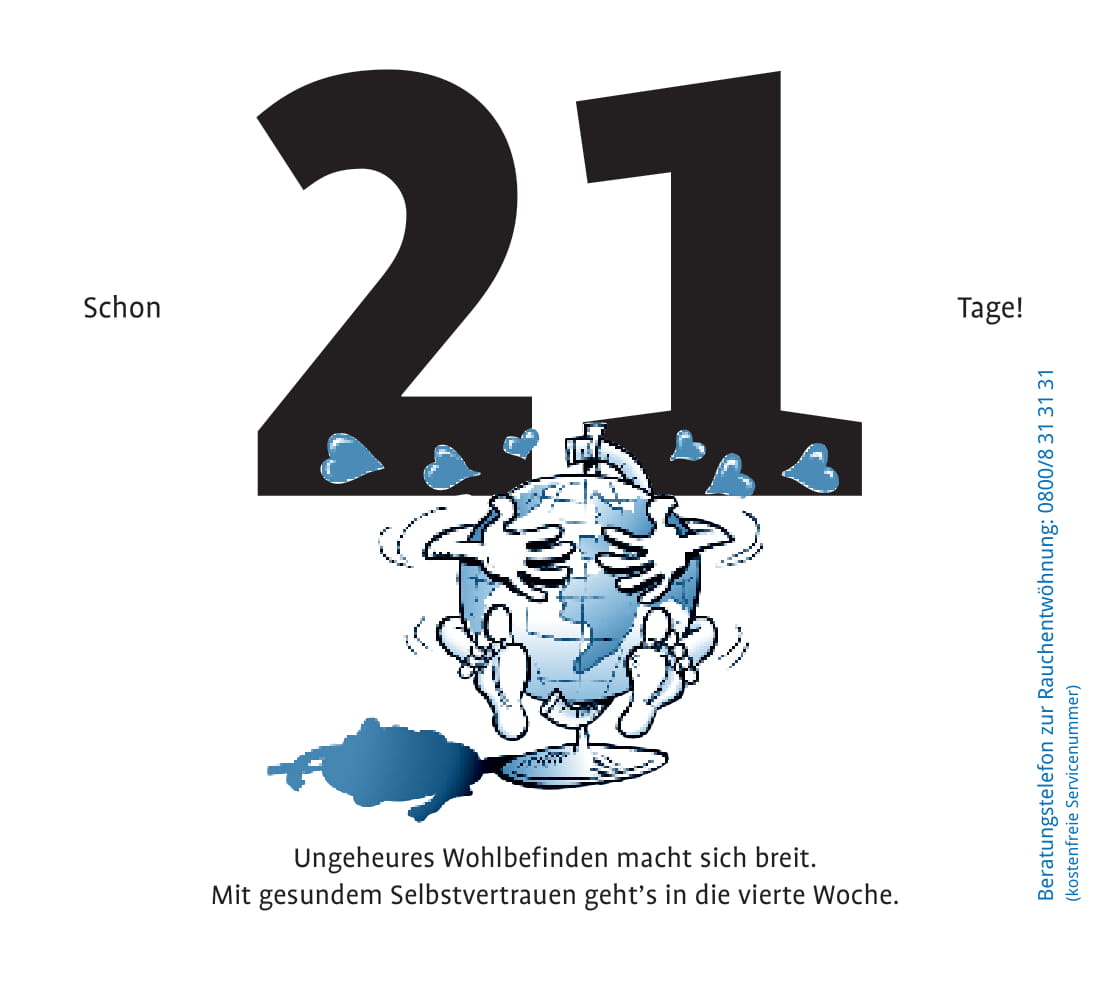 Schon
21
Tage!
Ungeheures Wohlbefinden macht sich breit.
Mit gesundem Selbstvertrauen geht’s in die vierte Woche.
Beratungstelefon zur Rauchentwöhnung: 0800/8 31 31 31
(kostenfreie Servicenummer)